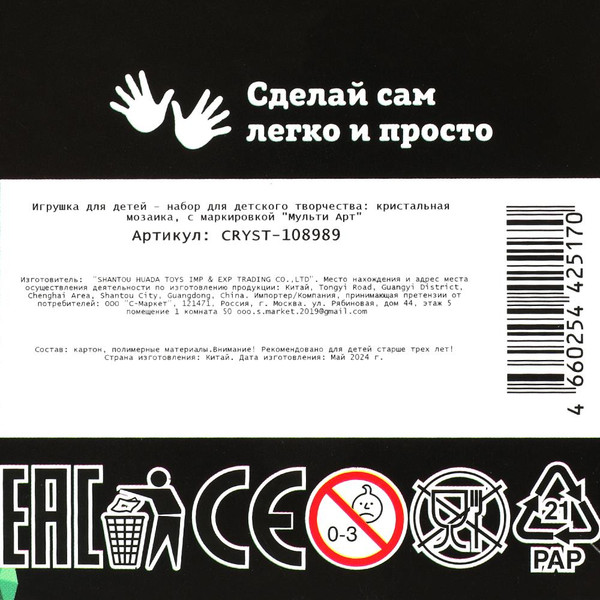 Сделай сам
легко и просто
Игрушка для детей – набор для детского творчества: кристальная
мозаика, с маркировкой "Мульти Арт"
Артикул: CRYST-108989
Изготовитель: "SHANTOU HUADA TOYS IMP & EXP TRADING CO.,LTD". Место нахождения и адрес места
осуществления деятельности по изготовлению продукции: Китай, Tongyi Road, Guangyi District,
Chenghai Area, Shantou City, Guangdong, China. Импортер/Компания, принимающая претензии от
потребителей: ООО "С-Маркет", 121471. Россия, г. Москва. ул. Рябиновая, дом 44, этаж 5
помещение 1 комната 50 ooo.s.market.2019@gmail.com
Состав: картон, полимерные материалы.Внимание! Рекомендовано для детей старше трех лет!
Страна изготовления: Китай. Дата изготовления: Май 2024 г.
4 660254 425170
EAC
CE
0-3
21
PAP